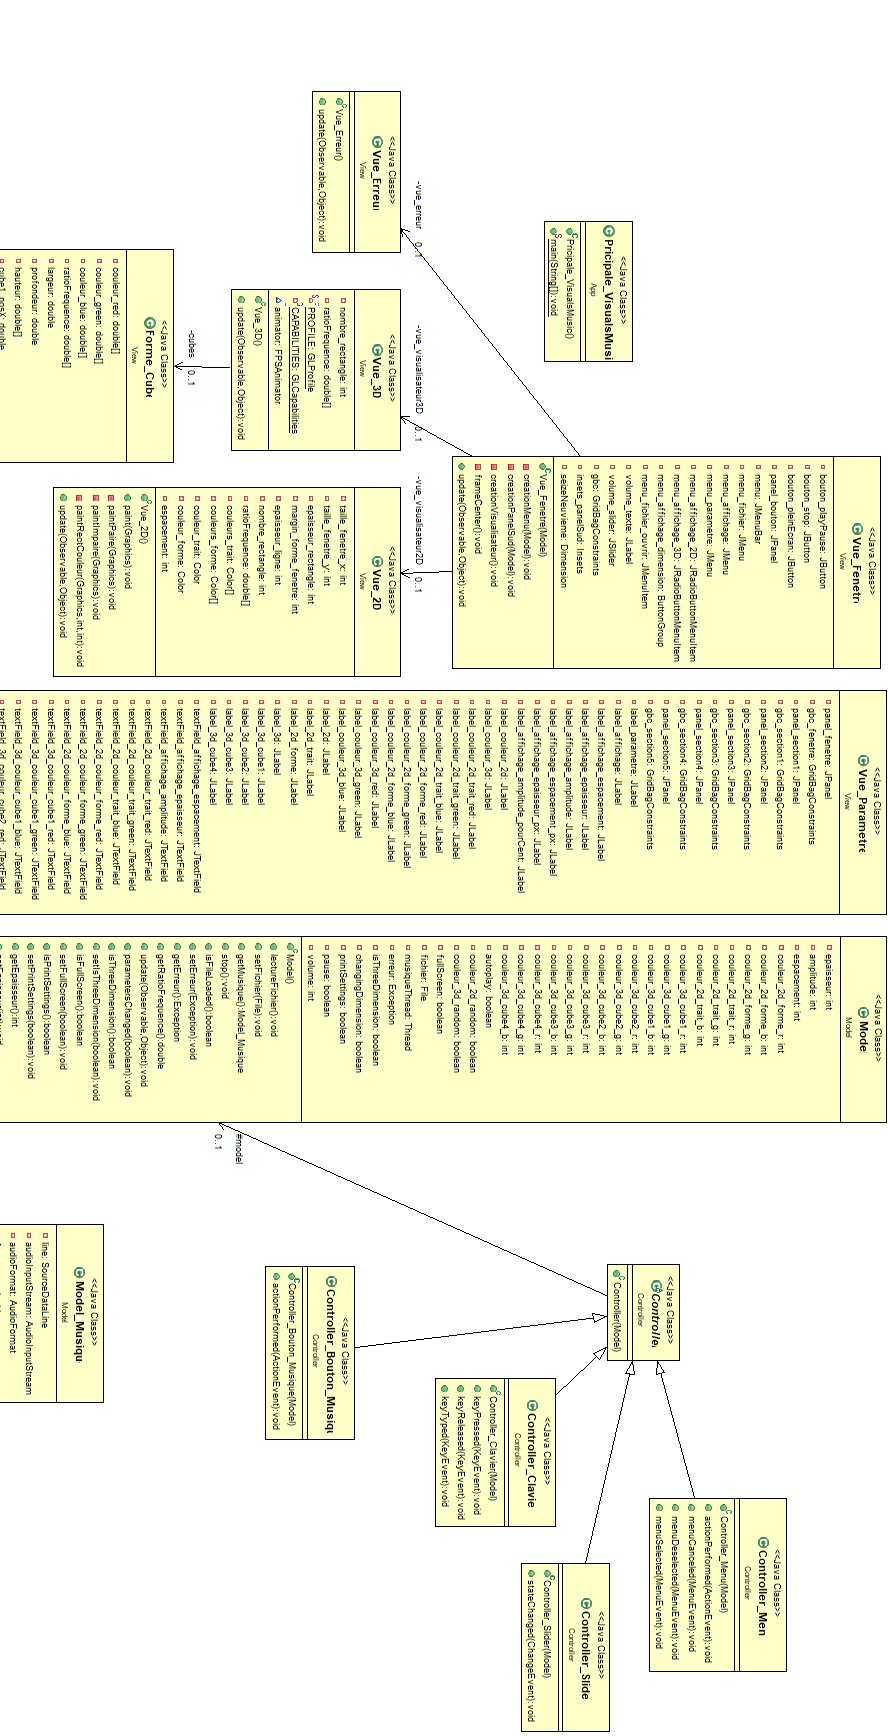 <<Java Class>>
Pricipale_VisualsMusi
App
Pricipale_VisualsMusic()
main(String[]):void
<<Java Class>>
Vue_Erreur
View
Vue_Erreur()
update(Observable,Object):void
-vue_erreur
0..1
<<Java Class>>
Vue_3D
View
nombre_rectangle: int
ratioFrequence: double[]
PROFILE: GLProfile
CAPABILITIES: GLCapabilities
animator: FPSAnimator
Vue_3D()
update(Observable,Object):void
-vue_visualisateur3D
0..1
-cubes
0..1
<<Java Class>>
Forme_Cube
View
couleur_red: double[]
couleur_green: double[]
couleur_blue: double[]
ratioFrequence: double[]
largeur: double
profondeur: double
hauteur: double[]
cube1_posX: double
<<Java Class>>
Vue_Fenetr
View
bouton_playPause: JButton
bouton_stop: JButton
bouton_pleinEcran: JButton
panel_bouton: JPanel
menu: JMenuBar
menu_fichier: JMenu
menu_affichage: JMenu
menu_parametre: JMenu
menu_affichage_2D: JRadioButtonMenuItem
menu_affichage_3D: JRadioButtonMenuItem
menu_affichage_dimension: ButtonGroup
menu_fichier_ouvrir: JMenuItem
volume_texte: JLabel
volume_slider: JSlider
gbc: GridBagConstraints
insets_panelSud: Insets
seizeNeuvieme: Dimension
Vue_Fenetre(Model)
creationMenu(Model):void
creationPanelSud(Model):void
creationVisualisateur():void
frameCenter():void
update(Observable,Object):void
-vue_visualisateur2D
0..1
<<Java Class>>
Vue_2D
View
taille_fenetre_x: int
taille_fenetre_y: int
epaisseur_rectangle: int
margin_forme_fenetre: int
epaisseur_ligne: int
nombre_rectangle: int
ratioFrequence: double[]
couleurs_trait: Color[]
couleurs_forme: Color[]
couleur_trait: Color
couleur_forme: Color
espacement: int
Vue_2D()
paint(Graphics):void
paintPaire(Graphics):void
paintImpaire(Graphics):void
paintRectCouleur(Graphics,int,int):void
update(Observable,Object):void
<<Java Class>>
Vue_Parametre
View
panel_fenetre: JPanel
gbc_fenetre: GridBagConstraints
panel_section1: JPanel
gbc_section1: GridBagConstraints
panel_section2: JPanel
gbc_section2: GridBagConstraints
panel_section3: JPanel
gbc_section3: GridBagConstraints
panel_section4: JPanel
gbc_section4: GridBagConstraints
panel_section5: JPanel
gbc_section5: GridBagConstraints
label_parametre: JLabel
label_affichage: JLabel
label_affichage_espacement: JLabel
label_affichage_epaisseur: JLabel
label_affichage_amplitude: JLabel
label_affichage_espacement_px: JLabel
label_affichage_epaisseur_px: JLabel
label_affichage_amplitude_pourCent: JLabel
label_couleur_2d: JLabel
label_couleur_3d: JLabel
label_couleur_2d_trait_red: JLabel
label_couleur_2d_trait_green: JLabel
label_couleur_2d_trait_blue: JLabel
label_couleur_2d_forme_red: JLabel
label_couleur_2d_forme_green: JLabel
label_couleur_2d_forme_blue: JLabel
label_couleur_3d_red: JLabel
label_couleur_3d_green: JLabel
label_couleur_3d_blue: JLabel
label_2d: JLabel
label_2d_trait: JLabel
label_2d_forme: JLabel
label_3d: JLabel
label_3d_cube1: JLabel
label_3d_cube2: JLabel
label_3d_cube3: JLabel
label_3d_cube4: JLabel
textField_affichage_espacement: JTextField
textField_affichage_epaisseur: JTextField
textField_affichage_amplitude: JTextField
textField_2d_couleur_trait_red: JTextField
textField_2d_couleur_trait_green: JTextField
textField_2d_couleur_trait_blue: JTextField
textField_2d_couleur_forme_red: JTextField
textField_2d_couleur_forme_green: JTextField
textField_2d_couleur_forme_blue: JTextField
textField_3d_couleur_cube1_red: JTextField
textField_3d_couleur_cube1_green: JTextField
textField_3d_couleur_cube1_blue: JTextField
textField_3d_couleur_cube2_red: JTextField
<<Java Class>>
Mode
Model
epaisseur: int
amplitude: int
espacement: int
couleur_2d_forme_r: int
couleur_2d_forme_b: int
couleur_2d_forme_g: int
couleur_2d_trait_r: int
couleur_2d_trait_g: int
couleur_2d_trait_b: int
couleur_3d_cube1_r: int
couleur_3d_cube1_g: int
couleur_3d_cube1_b: int
couleur_3d_cube2_r: int
couleur_3d_cube2_g: int
couleur_3d_cube2_b: int
couleur_3d_cube3_r: int
couleur_3d_cube3_g: int
couleur_3d_cube3_b: int
couleur_3d_cube4_r: int
couleur_3d_cube4_g: int
couleur_3d_cube4_b: int
autoplay: boolean
couleur_2d_random: boolean
couleur_3d_random: boolean
fullScreen: boolean
fichier: File
musiqueThread: Thread
erreur: Exception
isThreeDimension: boolean
changingDimension: boolean
printSettings: boolean
pause: boolean
volume: int
Model()
lectureFichier():void
setFichier(File):void
getMusique():Model_Musique
stop():void
isFileLoaded():boolean
setError(Exception):void
getError():Exception
getRatioFrequence():double
update(Observable,Object):void
parametersChanged(boolean):void
isThreeDimension():boolean
setIsThreeDimension(boolean):void
isFullScreen():boolean
setFullScreen(boolean):void
isPrintSettings():boolean
setPrintSettings(boolean):void
getEpaisseur():int
#model
0..1
<<Java Class>>
Model_Musiqu
Model
line: SourceDataLine
audioInputStream: AudioInputStream
audioFormat: AudioFormat
<<Java Class>>
Controlle
Controller
Controller(Model)
<<Java Class>>
Controller_Bouton_Musiqu
Controller
Controller_Bouton_Musique(Model)
actionPerformed(ActionEvent):void
<<Java Class>>
Controller_Clavie
Controller
Controller_Clavier(Model)
keyPressed(KeyEvent):void
keyReleased(KeyEvent):void
keyTyped(KeyEvent):void
<<Java Class>>
Controller_Men
Controller
Controller_Menu(Model)
actionPerformed(ActionEvent):void
menuCanceled(MenuEvent):void
menuDeselected(MenuEvent):void
menuSelected(MenuEvent):void
<<Java Class>>
Controller_Slide
Controller
Controller_Slider(Model)
stateChanged(ChangeEvent):void